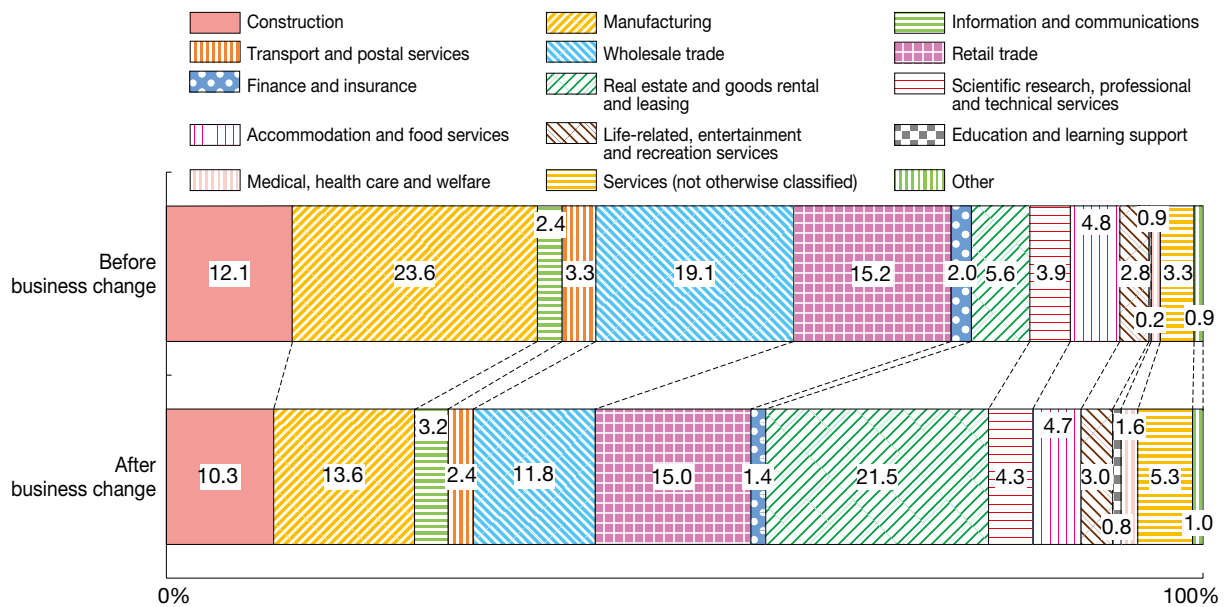 Construction
Manufacturing
Information and communications
Transport and postal services
Wholesale trade
Retail trade
Finance and insurance
Real estate and goods rental
and leasing
Scientific research, professional
and technical services
Accommodation and food services
Life-related, entertainment
and recreation services
Education and learning support
Medical, health care and welfare
Services (not otherwise classified)
Other
Before
business change
12.1
23.6
2.4
3.3
19.1
15.2
2.0
5.6
3.9
4.8
2.8
0.2
0.9
3.3
0.9
After
business change
10.3
13.6
3.2
2.4
11.8
15.0
1.4
21.5
4.3
4.7
3.0
0.8
1.6
5.3
1.0
0%
100%